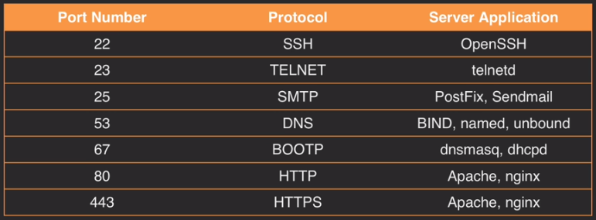 Port Number Protocol Server Application
22 SSH OpenSSH
23 TELNET telnetd
25 SMTP PostFix, Sendmail
53 DNS BIND, named, unbound
67 BOOTP dnsmasq, dhcpd
80 HTTP Apache, nginx
443 HTTPS Apache, nginx